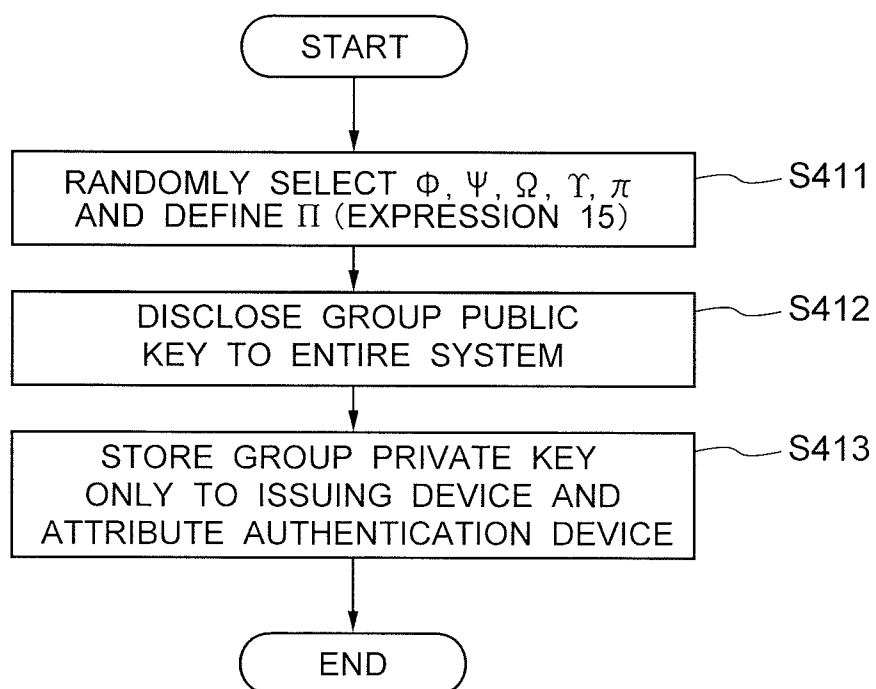 START
RANDOMLY SELECT Φ, Ψ, Ω, ϒ, π
AND DEFINE Π (EXPRESSION 15)
S411
DISCLOSE GROUP PUBLIC
KEY TO ENTIRE SYSTEM
S412
STORE GROUP PRIVATE KEY
ONLY TO ISSUING DEVICE AND
ATTRIBUTE AUTHENTICATION DEVICE
S413
END